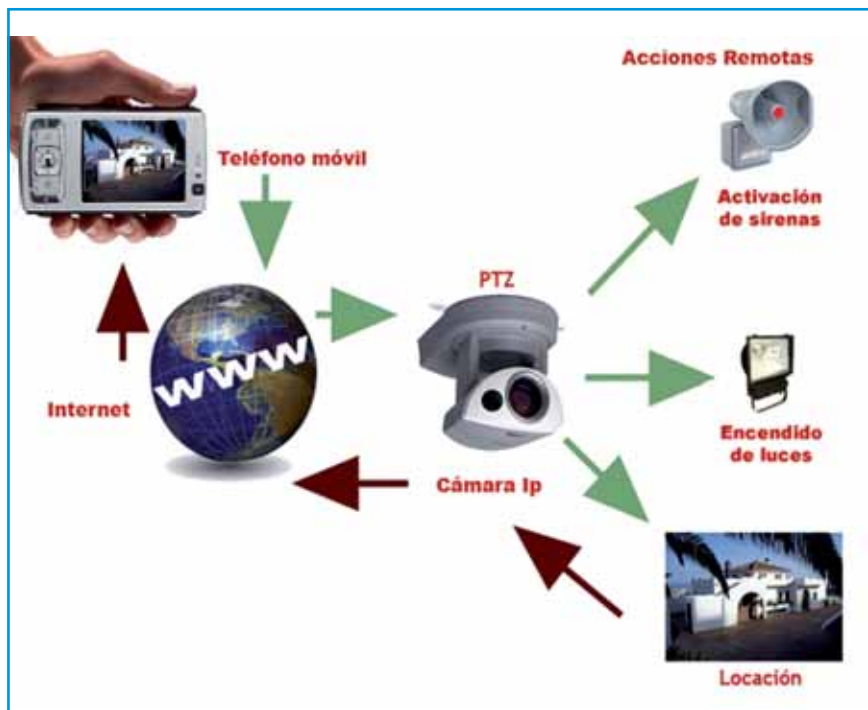 Acciones Remotas
Teléfono móvil
Activación
de sirenas
PTZ
www
Internet
Encendido
de luces
Cámara Ip
Locación